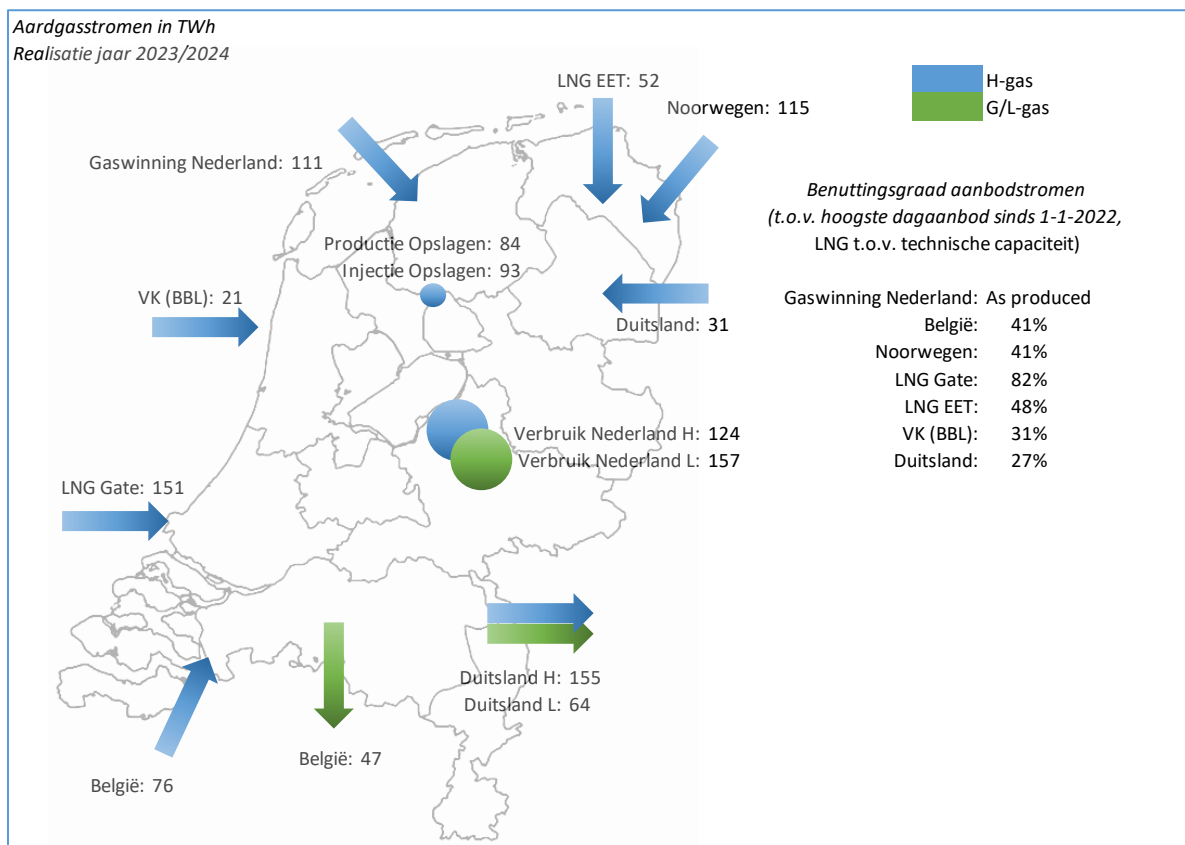 Aardgasstromen in TWh
Realisatie jaar 2023/2024
LNG EET: 52
Noorwegen: 115
H-gas
G/L-gas
Gaswinning Nederland: 111
Benuttingsgraad aanbodstromen
(t.o.v. hoogste dagaanbod sinds 1-1-2022,
LNG t.o.v. technische capaciteit)
Productie Opslagen: 84
Injectie Opslagen: 93
VK (BBL): 21
Duitsland: 31
Gaswinning Nederland: As produced
België: 41%
Noorwegen: 41%
LNG Gate: 82%
LNG EET: 48%
VK (BBL): 31%
Duitsland: 27%
Verbruik Nederland H: 124
Verbruik Nederland L: 157
LNG Gate: 151
Duitsland H: 155
Duitsland L: 64
België: 47
België: 76